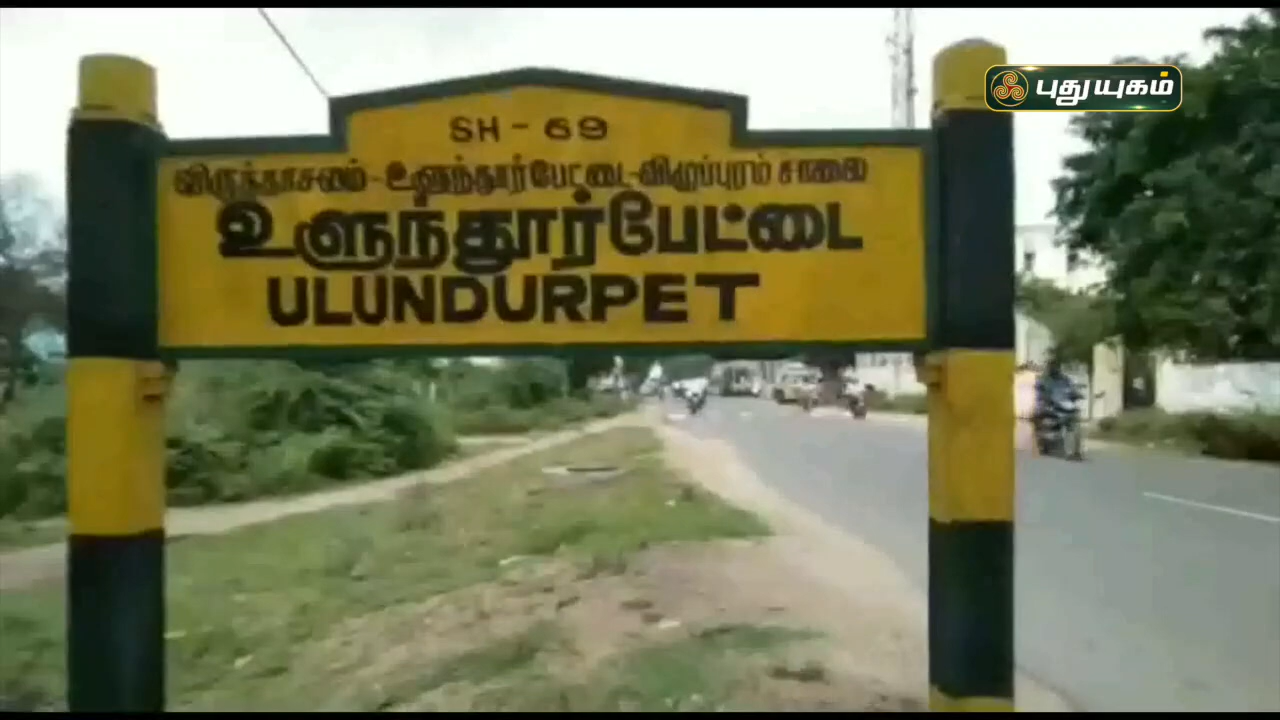 புதுயுகம்
SH - 69
விருத்தாசலம் - உளுந்தூர்பேட்டை - விழுப்புரம் சாலை
உளுந்தூர்பேட்டை
ULUNDURPET